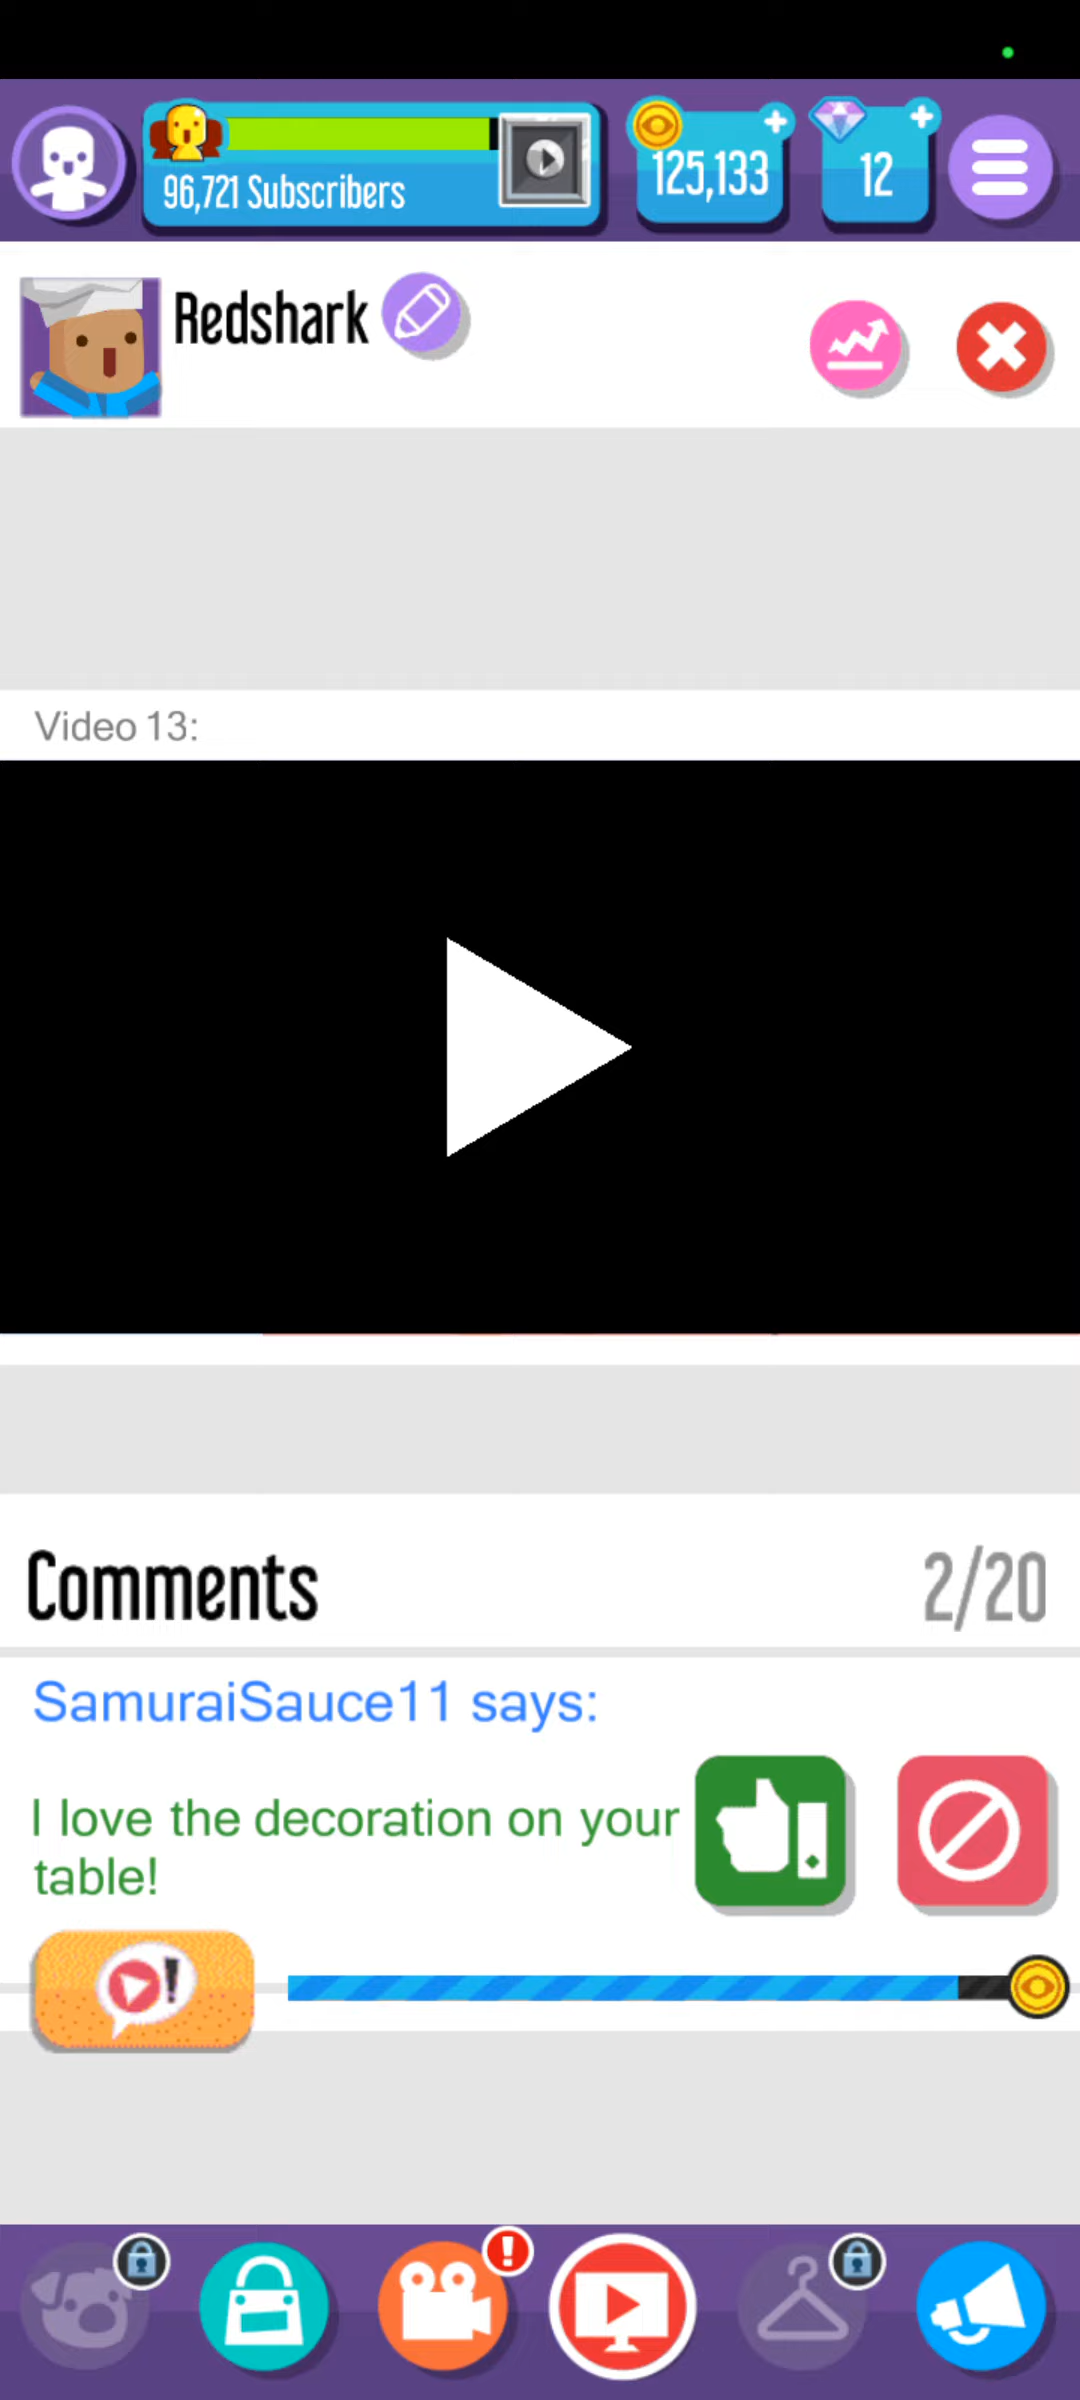 96,721 Subscribers
125,133
12
Redshark
Video 13:
Comments
2/20
SamuraiSauce11 says:
I love the decoration on your
table!